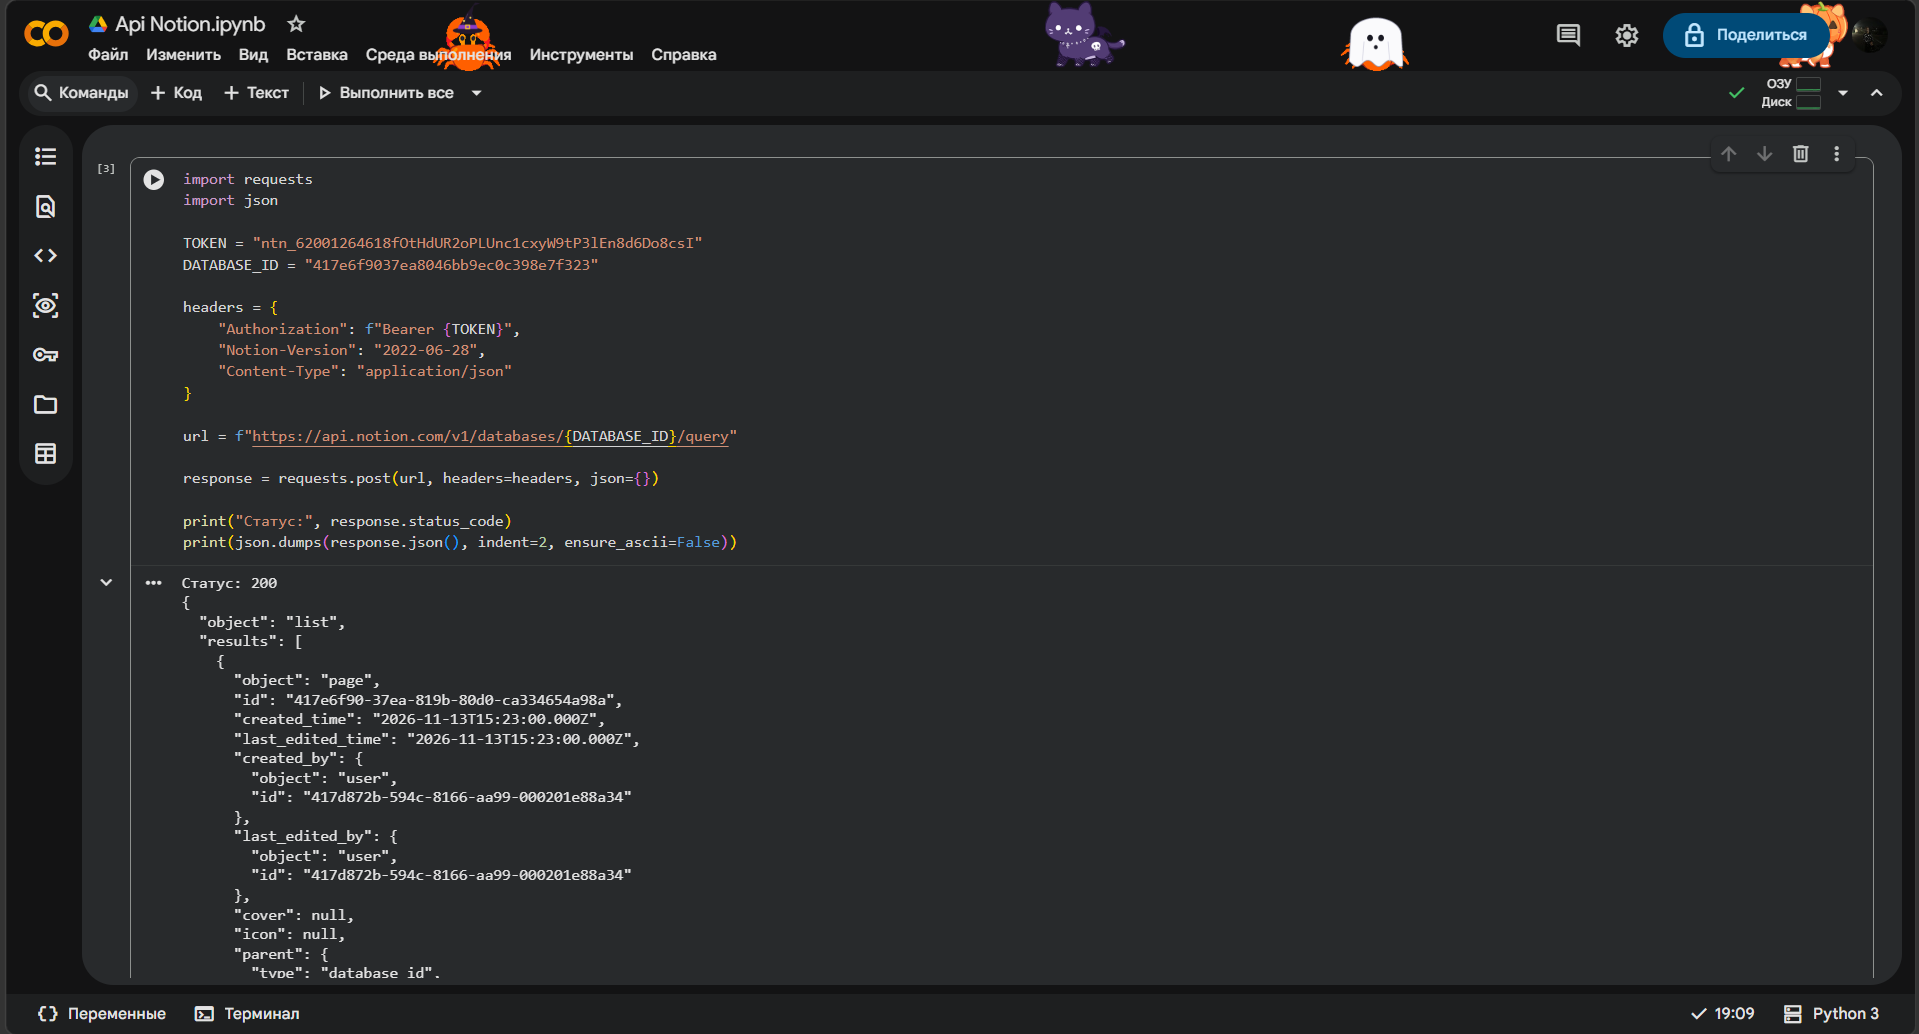 Api Notion.ipynb
Файл Изменить Вид Вставка Среда выполнения Инструменты Справка
Поделиться
Команды + Код + Текст Выполнить все
ОЗУ
Диск
[3]
import requests
import json
TOKEN = "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"
DATABASE_ID = "417e6f9037ea8046bb9ec0c398e7f323"
headers = {
"Authorization": f"Bearer {TOKEN}",
"Notion-Version": "2022-06-28",
"Content-Type": "application/json"
}
url = f"https://api.notion.com/v1/databases/{DATABASE_ID}/query"
response = requests.post(url, headers=headers, json={})
print("Статус:", response.status_code)
print(json.dumps(response.json(), indent=2, ensure_ascii=False))
Статус: 200
{
"object": "list",
"results": [
{
"object": "page",
"id": "417e6f90-37ea-819b-80d0-ca334654a98a",
"created_time": "2026-11-13T15:23:00.000Z",
"last_edited_time": "2026-11-13T15:23:00.000Z",
"created_by": {
"object": "user",
"id": "417d872b-594c-8166-aa99-000201e88a34"
},
"last_edited_by": {
"object": "user",
"id": "417d872b-594c-8166-aa99-000201e88a34"
},
"cover": null,
"icon": null,
"parent": {
"type": "database_id",
Переменные Терминал
19:09 Python 3